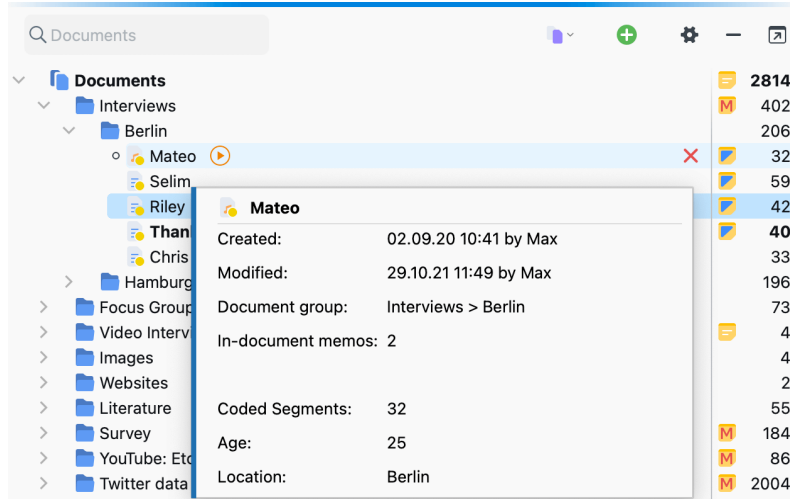 Documents
Documents 2814
Interviews M 402
Berlin 206
Mateo 32
Selim 59
Riley 42
40
Chris 33
Hamburg 196
Focus Group 73
Video Intervi 4
Images 4
Websites 2
Literature 55
Survey M 184
YouTube: Etc M 86
Twitter data M 2004
Mateo
Created: 02.09.20 10:41 by Max
Modified: 29.10.21 11:49 by Max
Document group: Interviews > Berlin
In-document memos: 2
Coded Segments: 32
Age: 25
Location: Berlin